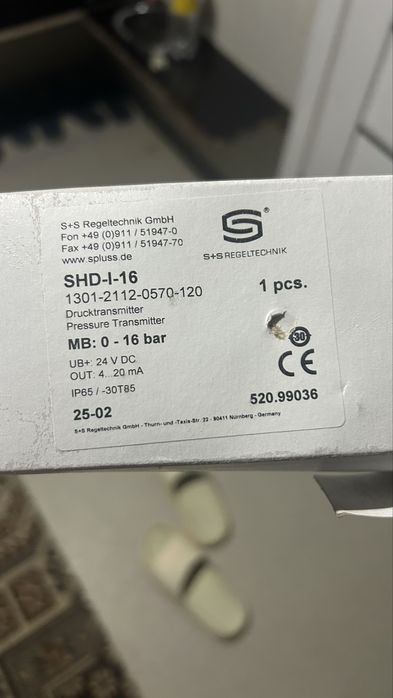 S+S Regeltechnik GmbH
Fon +49 (0)911 / 51947-0
Fax +49 (0)911 / 51947-70
www.spluss.de
S ®
S+S REGELTECHNIK
SHD-I-16
1301-2112-0570-120
1 pcs.
Drucktransmitter
Pressure Transmitter
MB: 0 - 16 bar
UB+: 24 V DC
OUT: 4...20 mA
30
CE
IP65 / -30T85
25-02
520.99036
S+S Regeltechnik GmbH - Thurn- und -Taxis-Str. 22 - 90411 Nürnberg - Germany